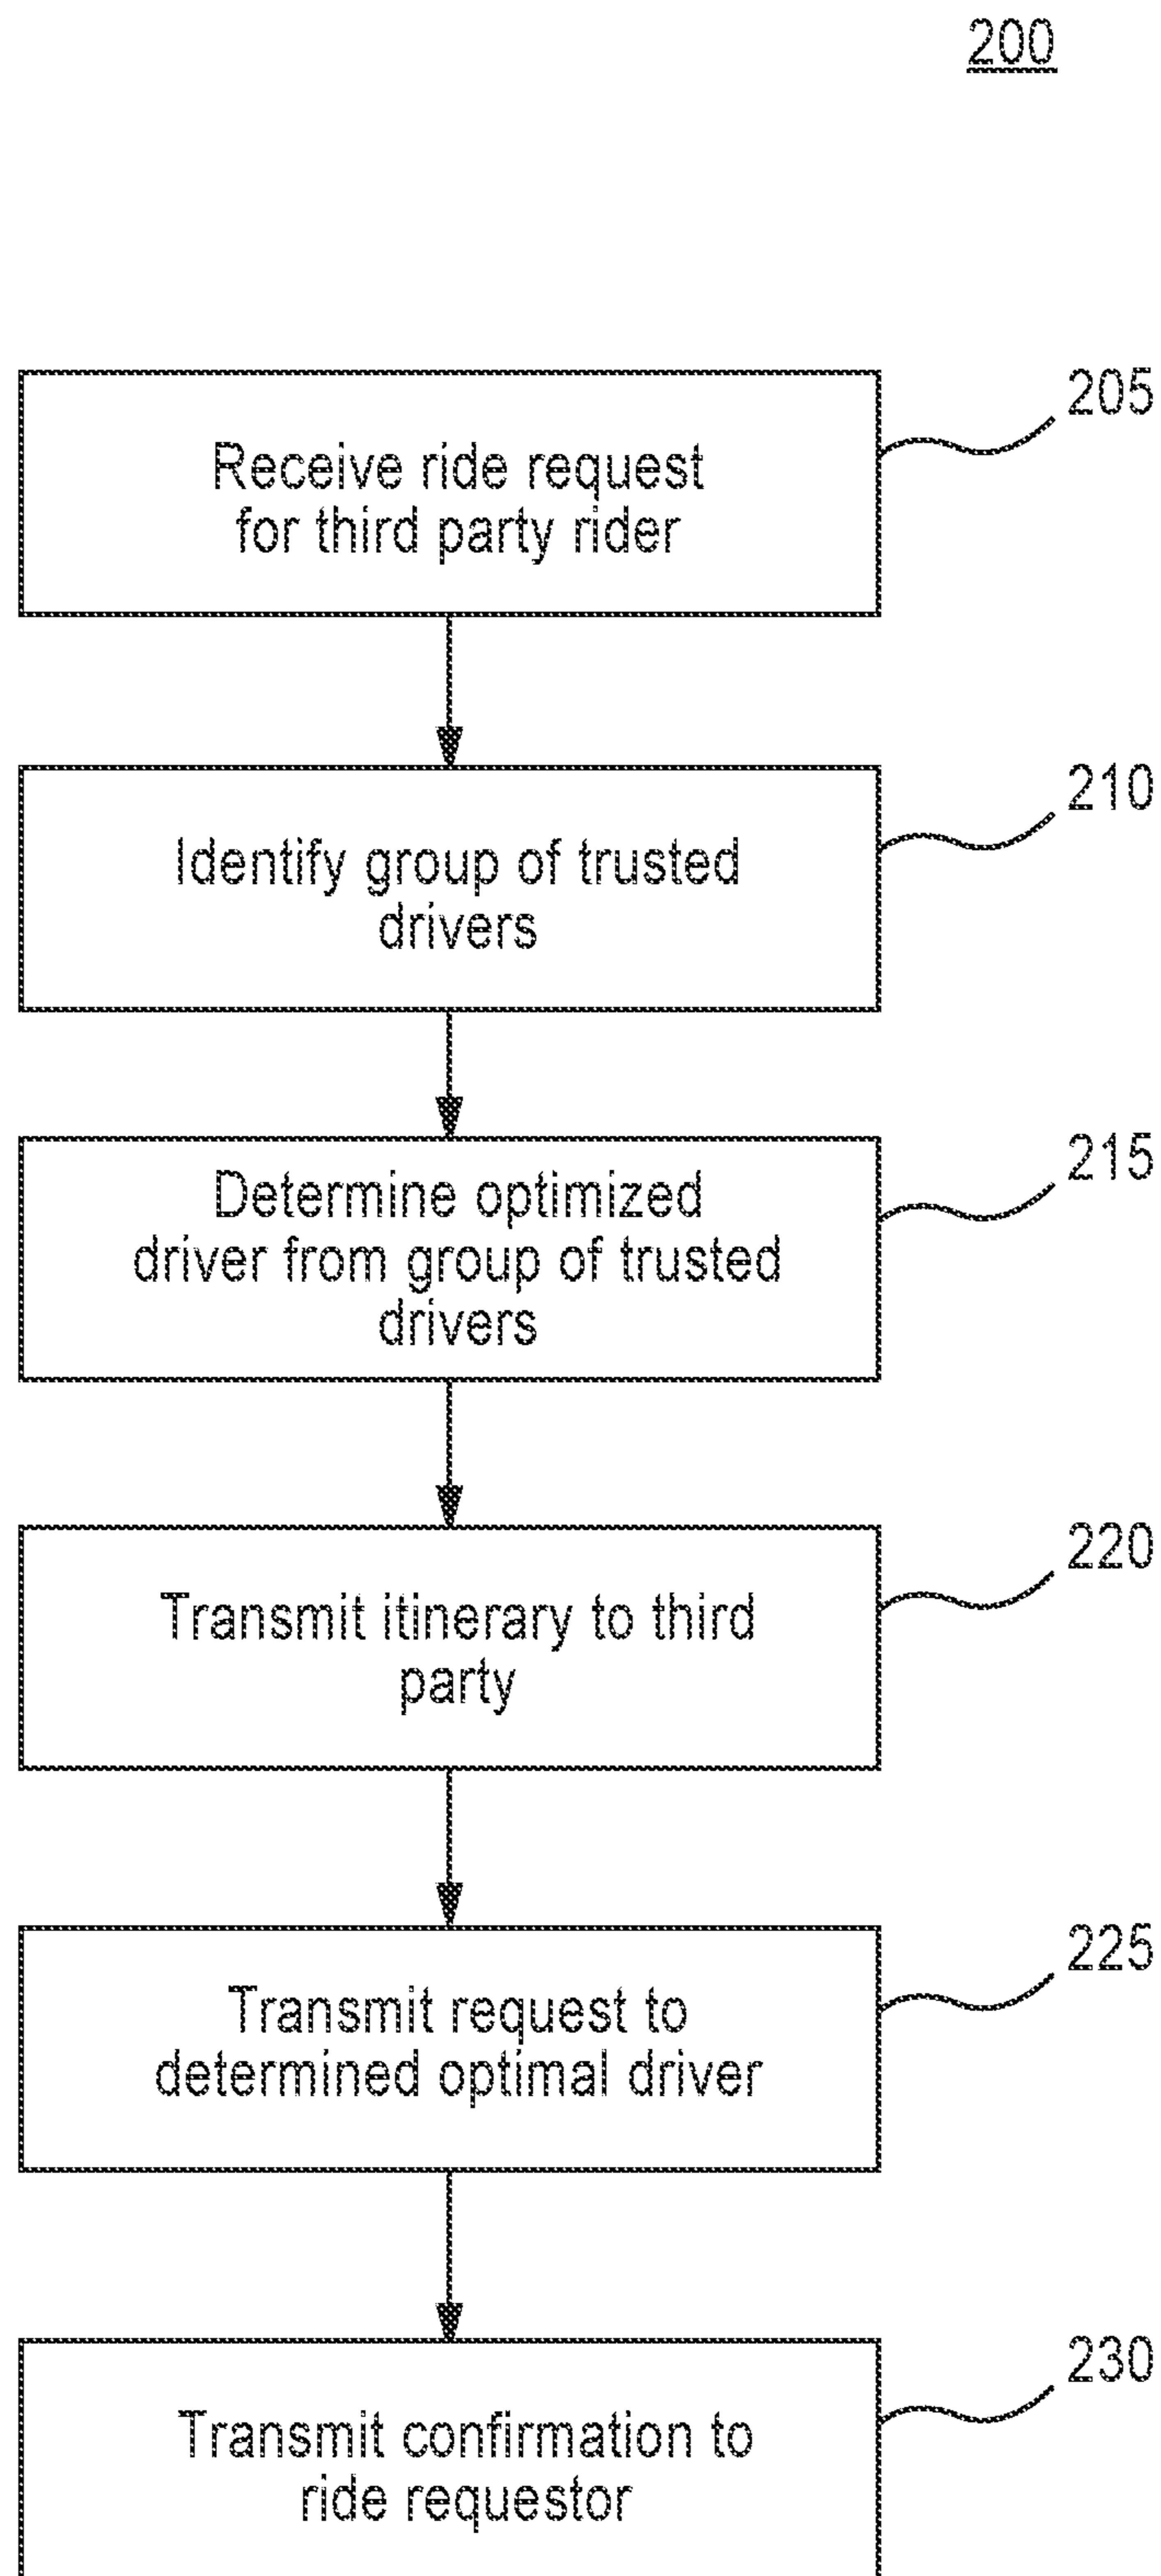 200
205
Receive ride request
for third party rider
210
Identify group of trusted
drivers
215
Determine optimized
driver from group of trusted
drivers
220
Transmit itinerary to third
party
225
Transmit request to
determined optimal driver
230
Transmit confirmation to
ride requestor